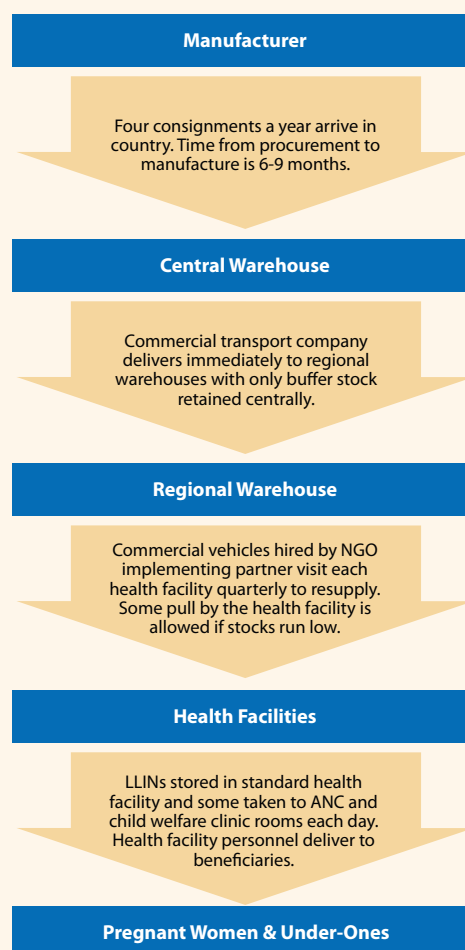 Manufacturer
Four consignments a year arrive in
country. Time from procurement to
manufacture is 6-9 months.
Central Warehouse
Commercial transport company
delivers immediately to regional
warehouses with only buffer stock
retained centrally.
Regional Warehouse
Commercial vehicles hired by NGO
implementing partner visit each
health facility quarterly to resupply.
Some pull by the health facility is
allowed if stocks run low.
Health Facilities
LLINs stored in standard health
facility and some taken to ANC and
child welfare clinic rooms each day.
Health facility personnel deliver to
beneficiaries.
Pregnant Women & Under-Ones